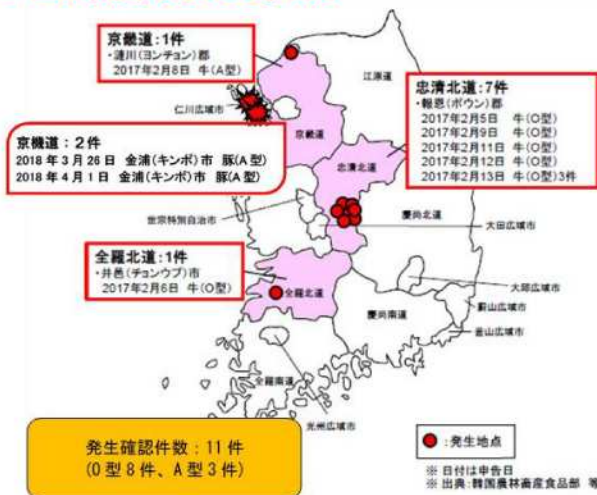 京畿道：1件
・漣川（ヨンチョン）郡
2017年2月8日 牛（A型）
江原道
仁川広域市
京畿道
忠清北道：7件
・報恩（ボウン）郡
2017年2月5日 牛（O型）
2017年2月9日 牛（O型）
2017年2月11日 牛（O型）
2017年2月12日 牛（O型）
2017年2月13日 牛（O型）3件
京機道：２件
2018年3月26日 金浦（キンポ）市 豚（A型）
2018年4月1日 金浦（キンポ）市 豚（A型）
忠清北道
世宗特別自治市
慶尚北道
大田広域市
全羅北道：1件
・井邑（チョンウプ）市
2017年2月6日 牛（O型）
全羅北道
大邱広域市
慶尚南道
蔚山広域市
釜山広域市
全羅南道
光州広域市
発生確認件数：11件
（O型8件、A型3件）
：発生地点
※ 日付は申告日
※ 出典：韓国農林畜産食品部 等